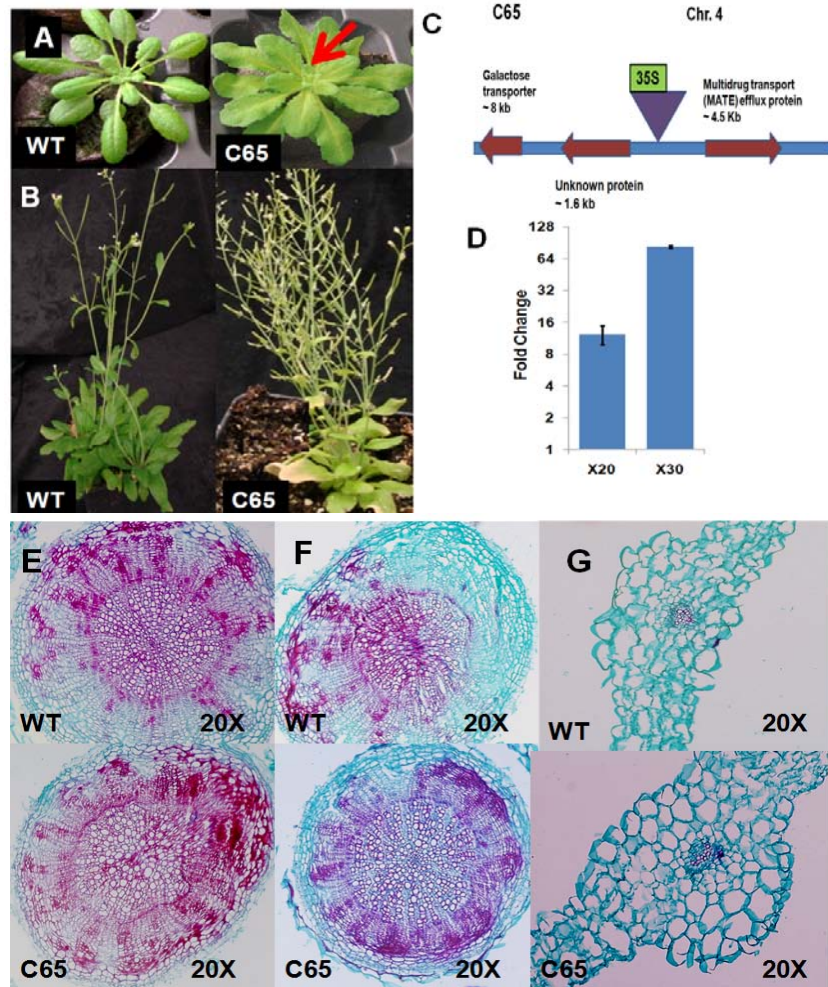 A
WT
C65
B
WT
C65
C
C65
Chr. 4
35S
Galactose
transporter
~ 8 kb
Multidrug transport
(MATE) efflux protein
~ 4.5 Kb
Unknown protein
~ 1.6 kb
D
Fold Change
128
64
32
16
8
4
2
1
X20
X30
E
WT
20X
C65
20X
F
WT
20X
C65
20X
G
WT
20X
C65
20X